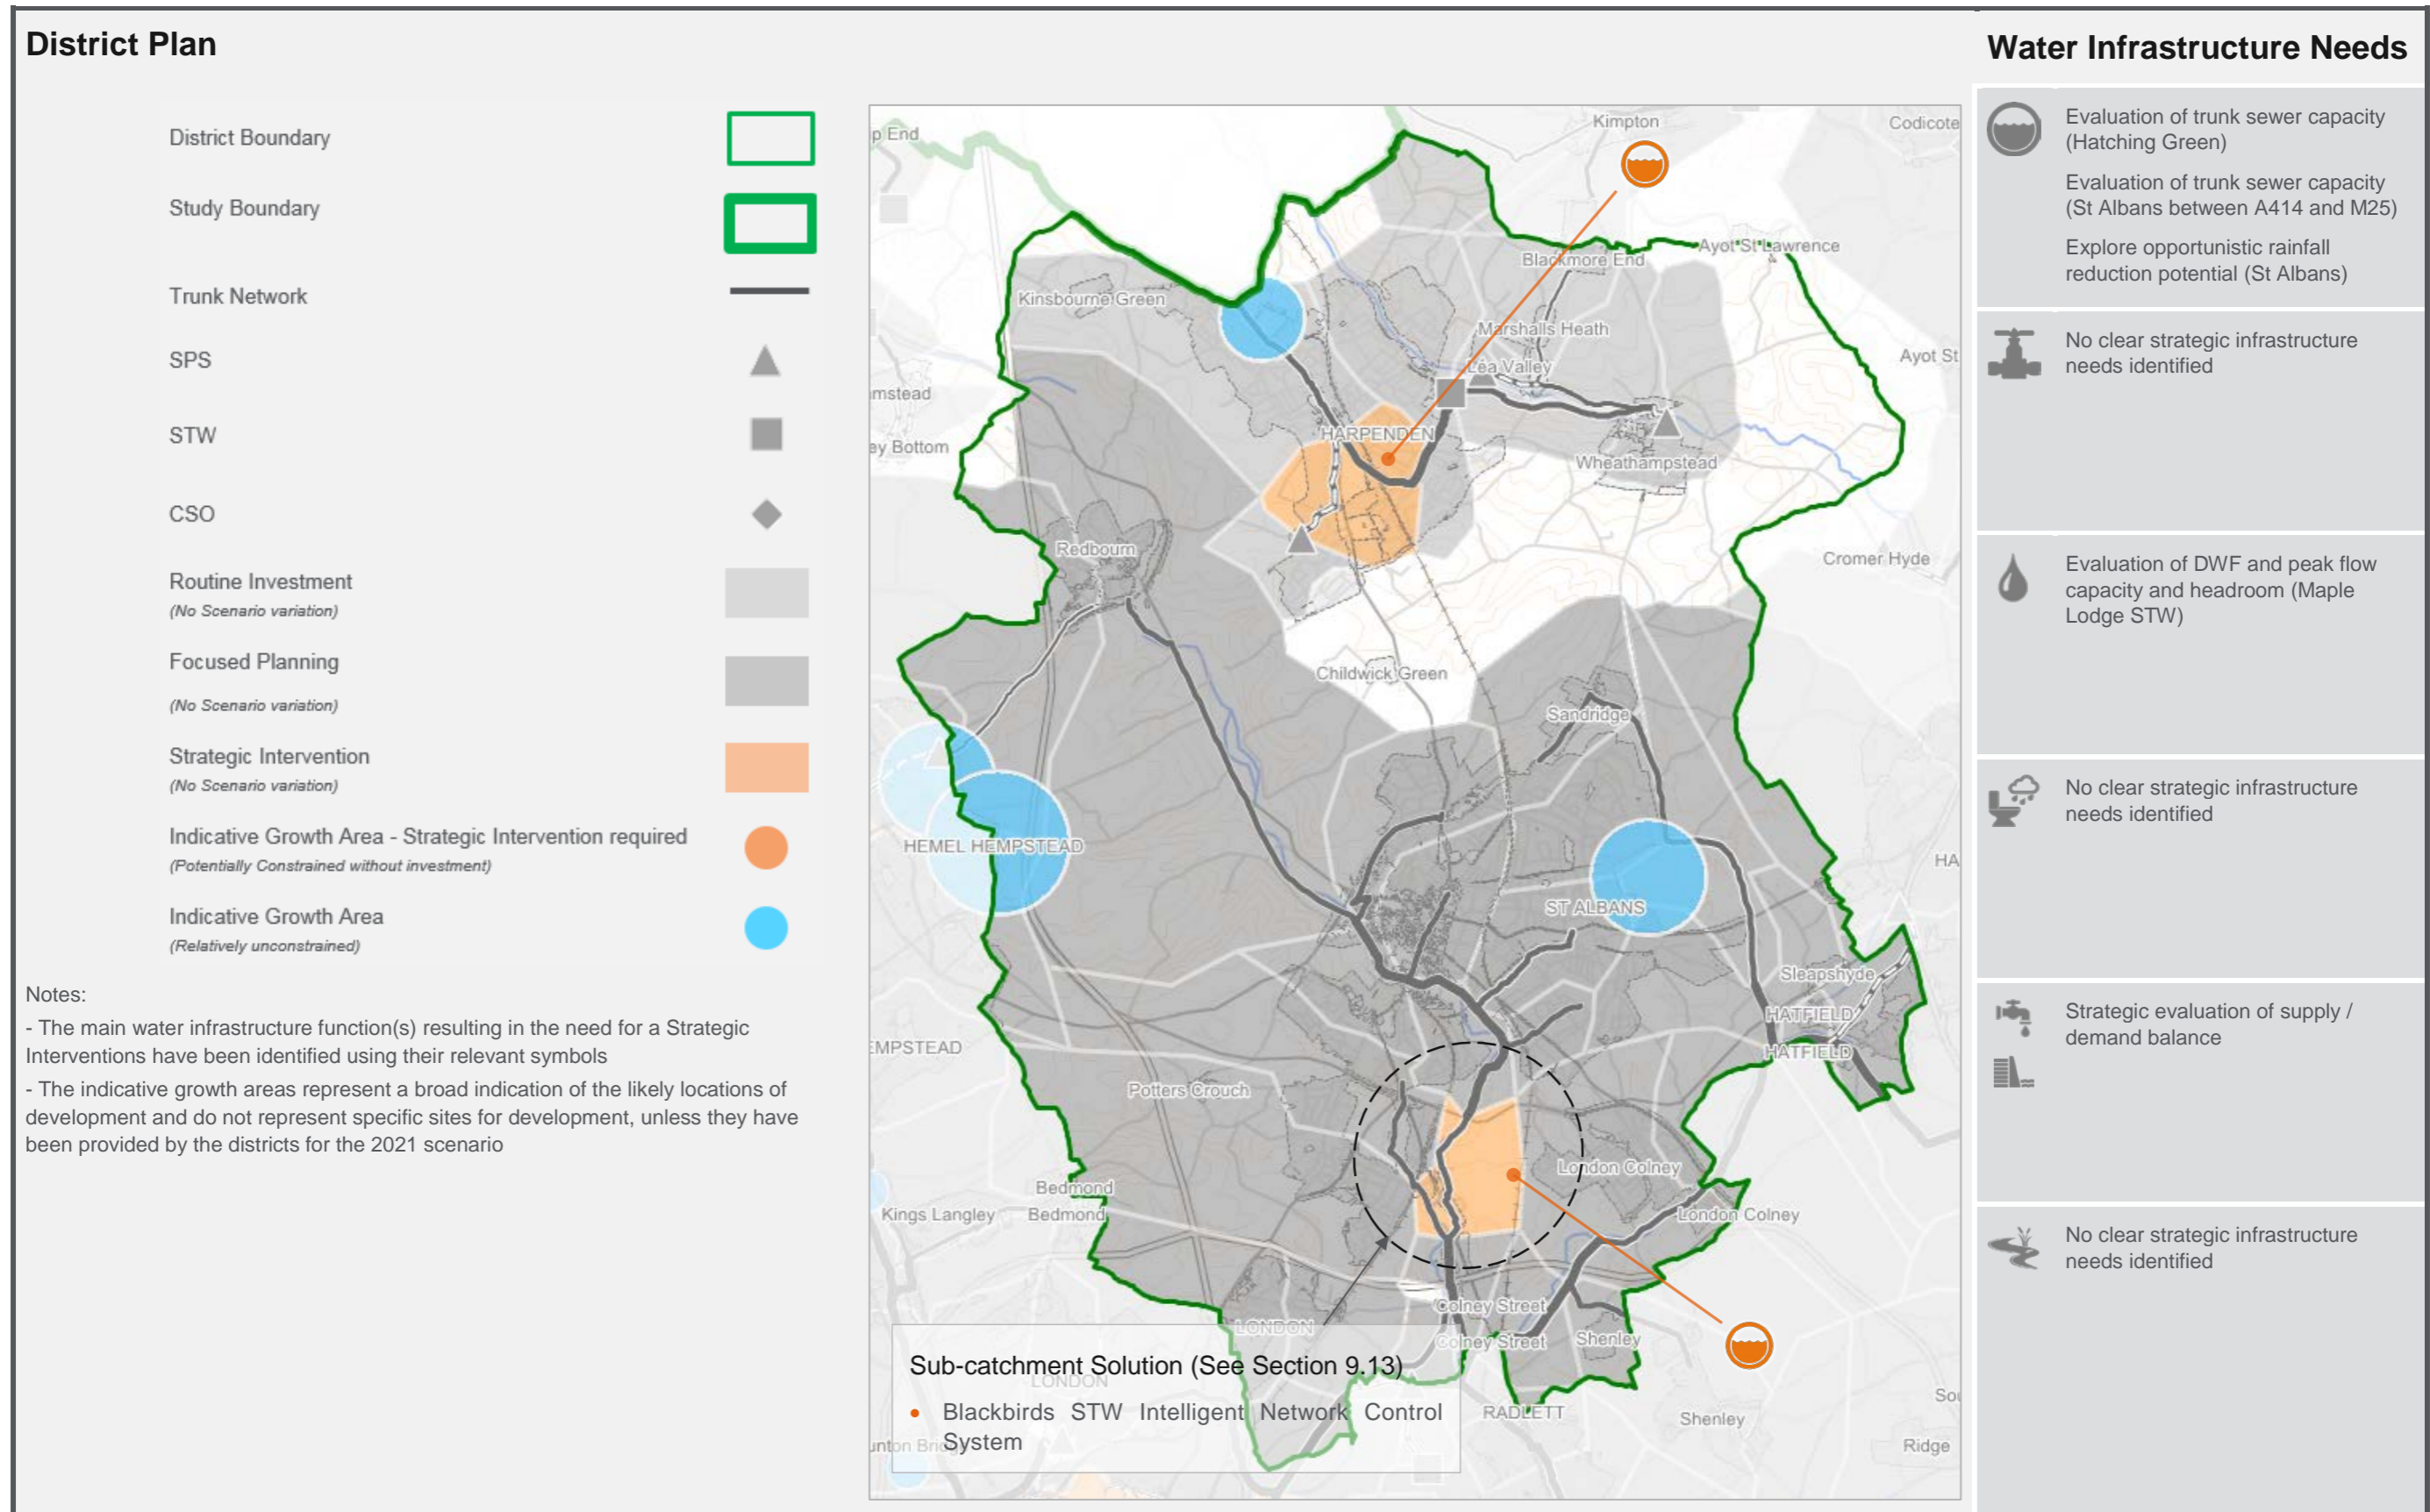 District Plan
District Boundary
Study Boundary
Trunk Network
SPS
STW
CSO
Routine Investment
(No Scenario variation)
Focused Planning
(No Scenario variation)
Strategic Intervention
(No Scenario variation)
Indicative Growth Area - Strategic Intervention required
(Potentially Constrained without investment)
Indicative Growth Area
(Relatively unconstrained)
Notes:
- The main water infrastructure function(s) resulting in the need for a Strategic
Interventions have been identified using their relevant symbols
- The indicative growth areas represent a broad indication of the likely locations of
development and do not represent specific sites for development, unless they have
been provided by the districts for the 2021 scenario
p End
Kimpton
Codicote
Ayot St Lawrence
Blackmore End
Kinsbourne Green
Marshalls Heath
Ayot St
Lea Valley
mstead
HARPENDEN
ey Bottom
Wheathampstead
Redbourn
Cromer Hyde
Childwick Green
Sandridge
HEMEL HEMPSTEAD
HA
ST ALBANS
Sleapshyde
HATFIELD
EMPSTEAD
HATFIELD
Potters Crouch
London Colney
Bedmond
Kings Langley
Bedmond
London Colney
Colney Street
LONDON
Colney Street
Shenley
Sub-catchment Solution (See Section 9.13)
LONDON
• Blackbirds STW Intelligent Network Control
System
unton Bridge
RADLETT
Shenley
Sou
Ridge
Water Infrastructure Needs
Evaluation of trunk sewer capacity
(Hatching Green)
Evaluation of trunk sewer capacity
(St Albans between A414 and M25)
Explore opportunistic rainfall
reduction potential (St Albans)
No clear strategic infrastructure
needs identified
Evaluation of DWF and peak flow
capacity and headroom (Maple
Lodge STW)
No clear strategic infrastructure
needs identified
Strategic evaluation of supply /
demand balance
No clear strategic infrastructure
needs identified